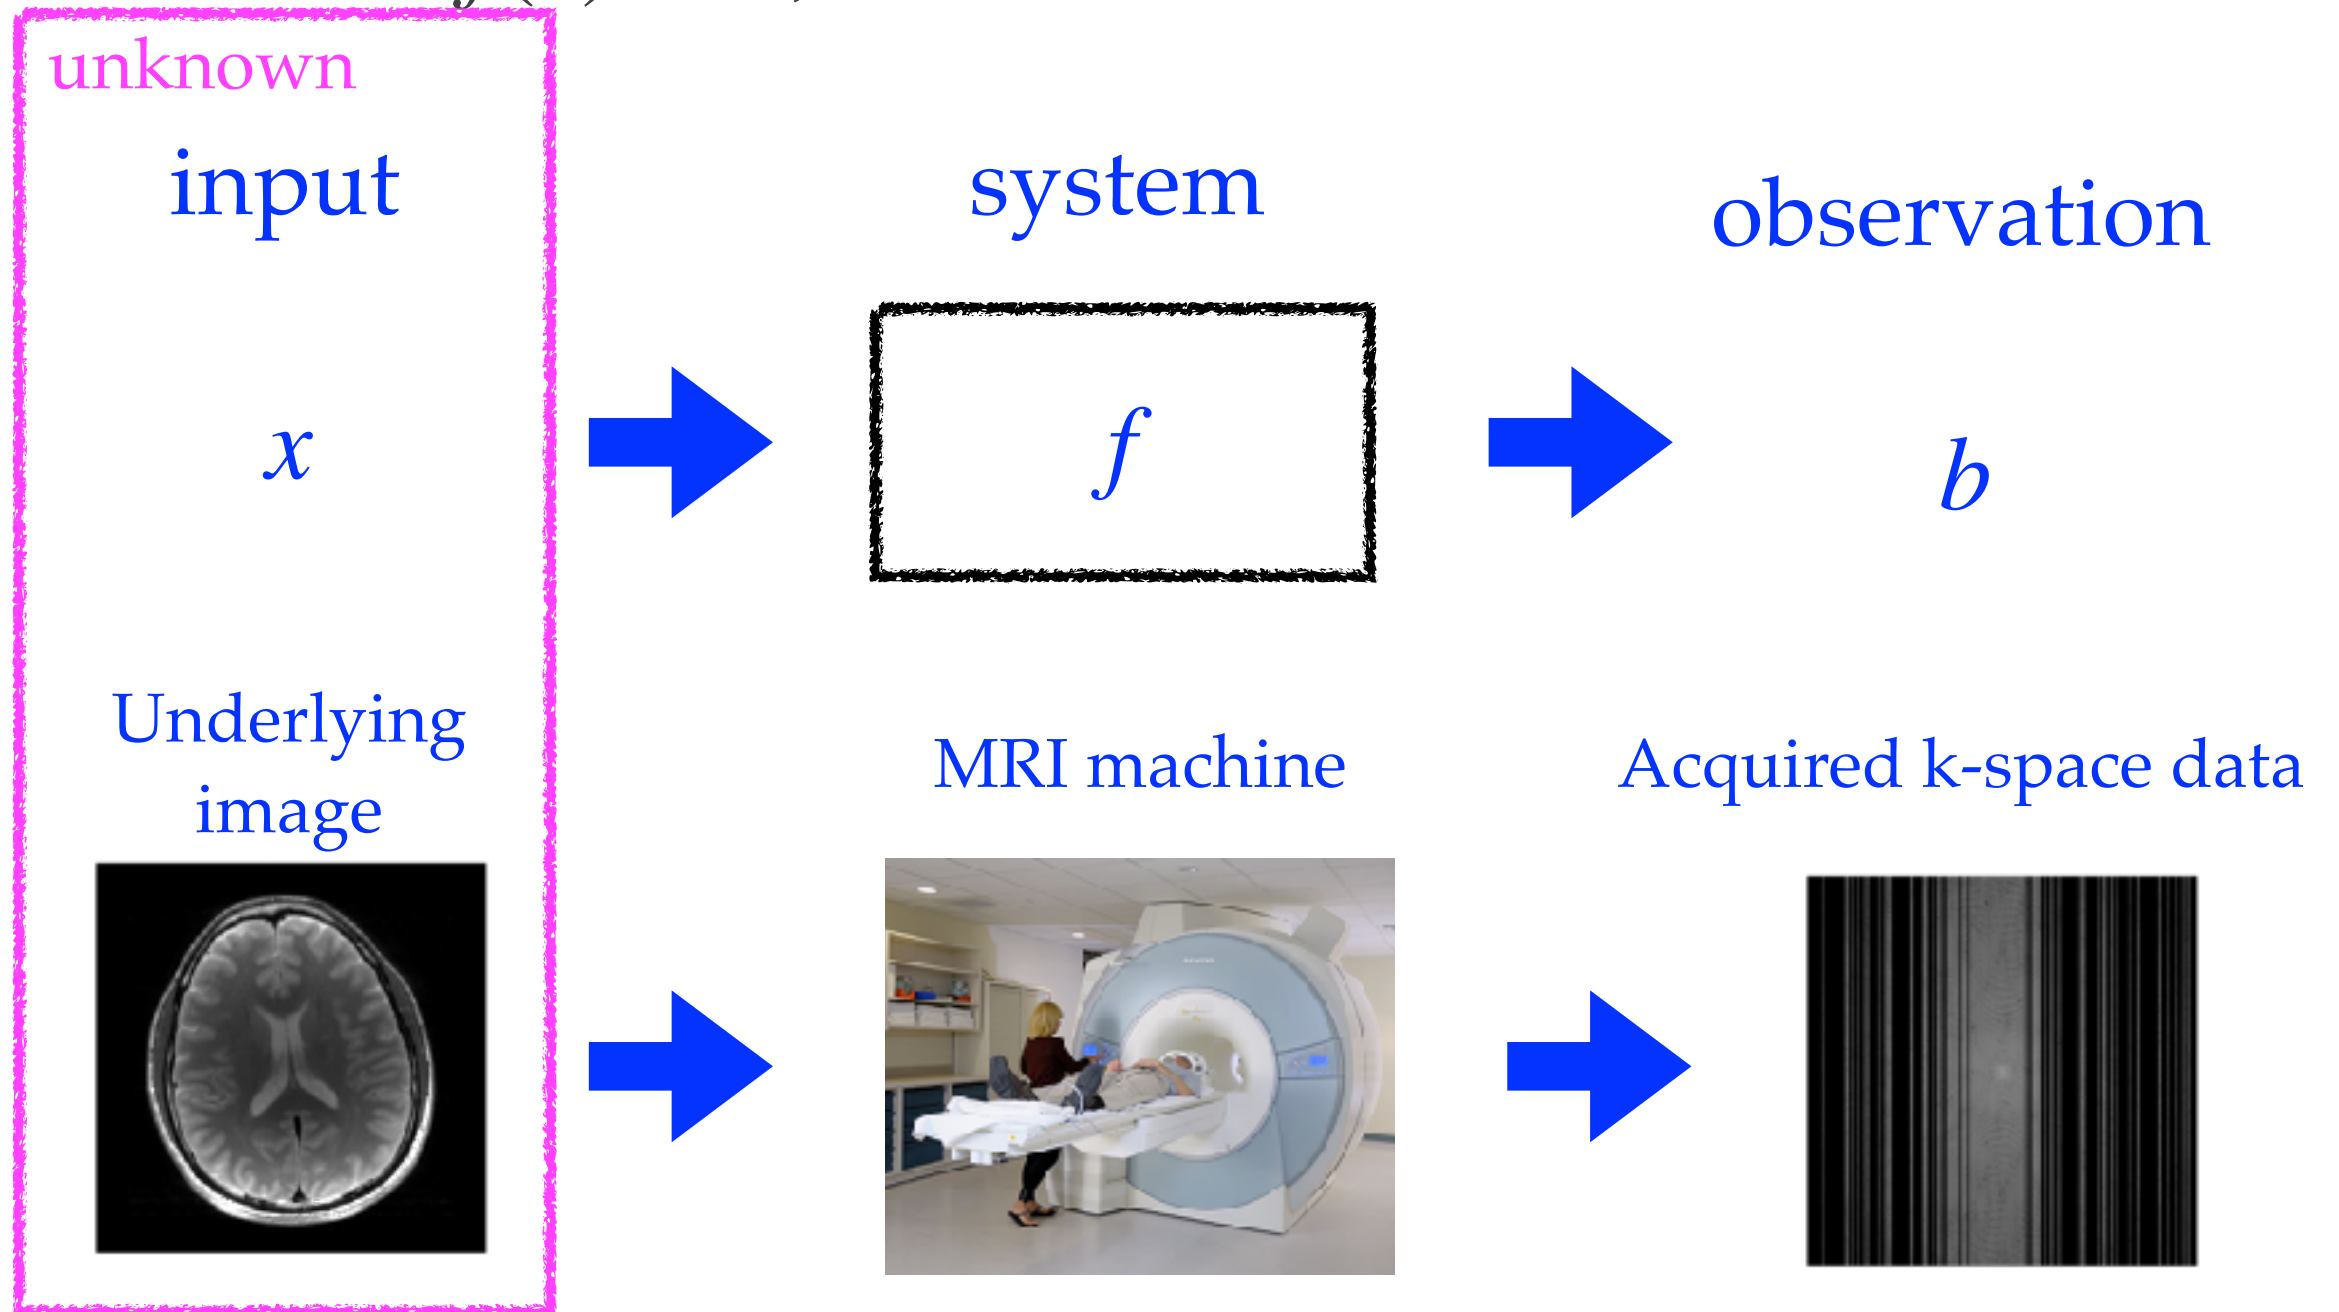 unknown
input
system
observation
x
f
b
Underlying
image
MRI machine
Acquired k-space data